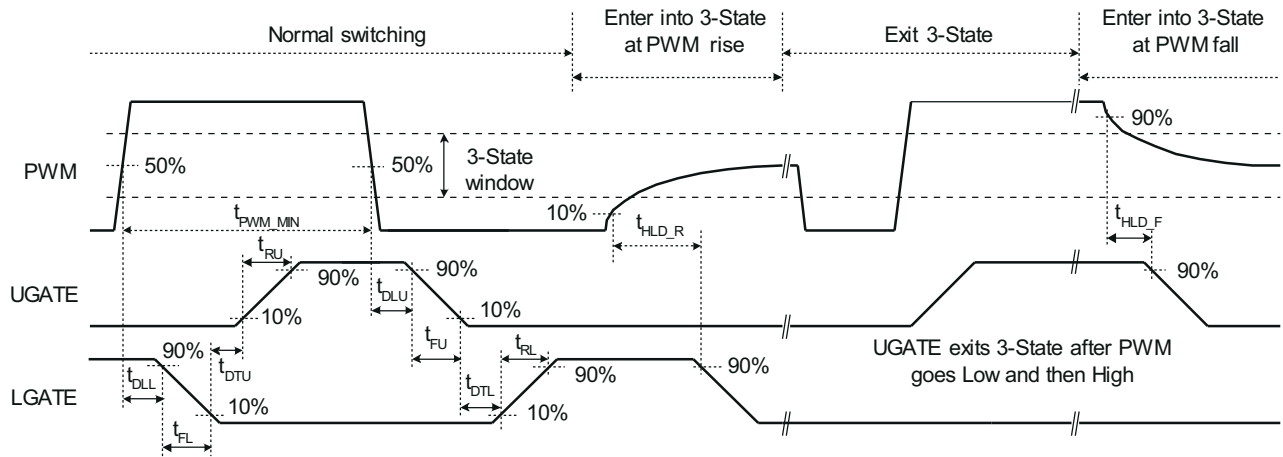 Normal switching
Enter into 3-State
at PWM rise
Exit 3-State
Enter into 3-State
at PWM fall
PWM
50%
50%
3-State
window
10%
90%
tPWM_MIN
tHLD_R
tHLD_F
UGATE
tRU
90%
10%
tDLU
90%
10%
90%
tDTU
tFU
tRL
UGATE exits 3-State after PWM
goes Low and then High
LGATE
90%
tDLL
10%
tFL
tDTL
90%
10%
90%